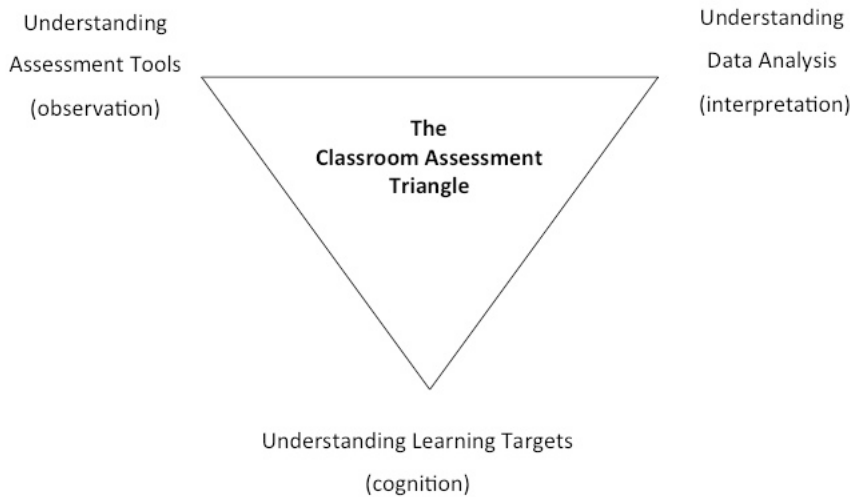 Understanding
Assessment Tools
(observation)
Understanding
Data Analysis
(interpretation)
The
Classroom Assessment
Triangle
Understanding Learning Targets
(cognition)